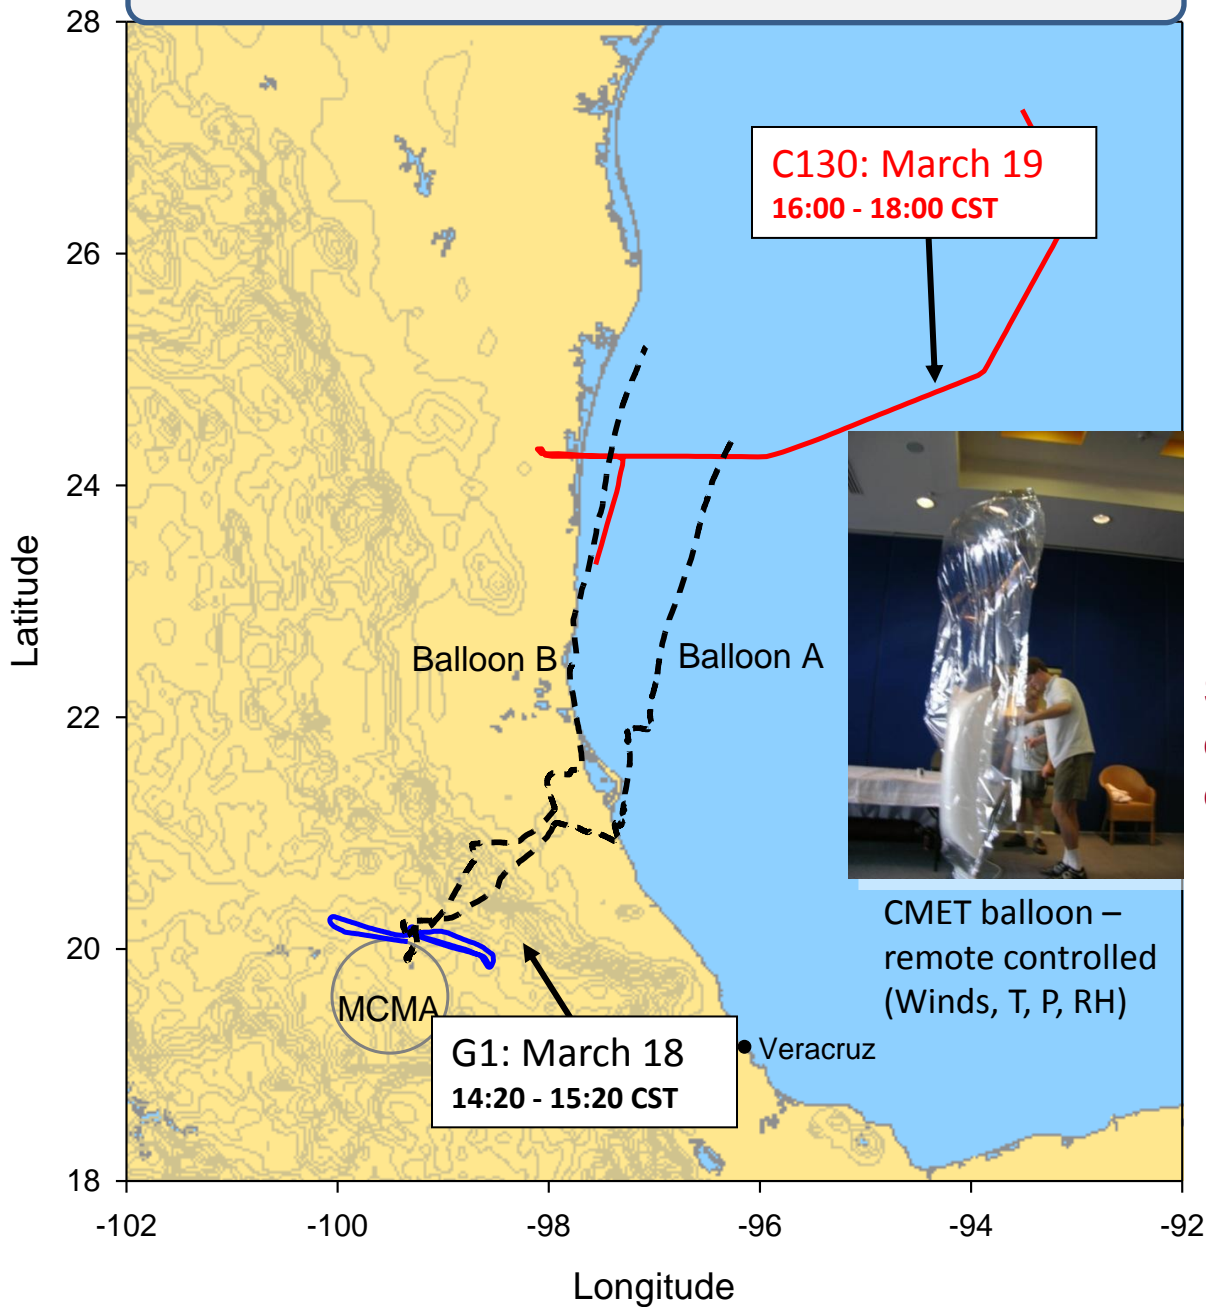 28
26
24
22
20
18
Latitude
-102
-100
-98
-96
-94
-92
Longitude
C130: March 19
16:00 - 18:00 CST
Balloon B
Balloon A
MCMA
G1: March 18
14:20 - 15:20 CST
Veracruz
CMET balloon –
remote controlled
(Winds, T, P, RH)